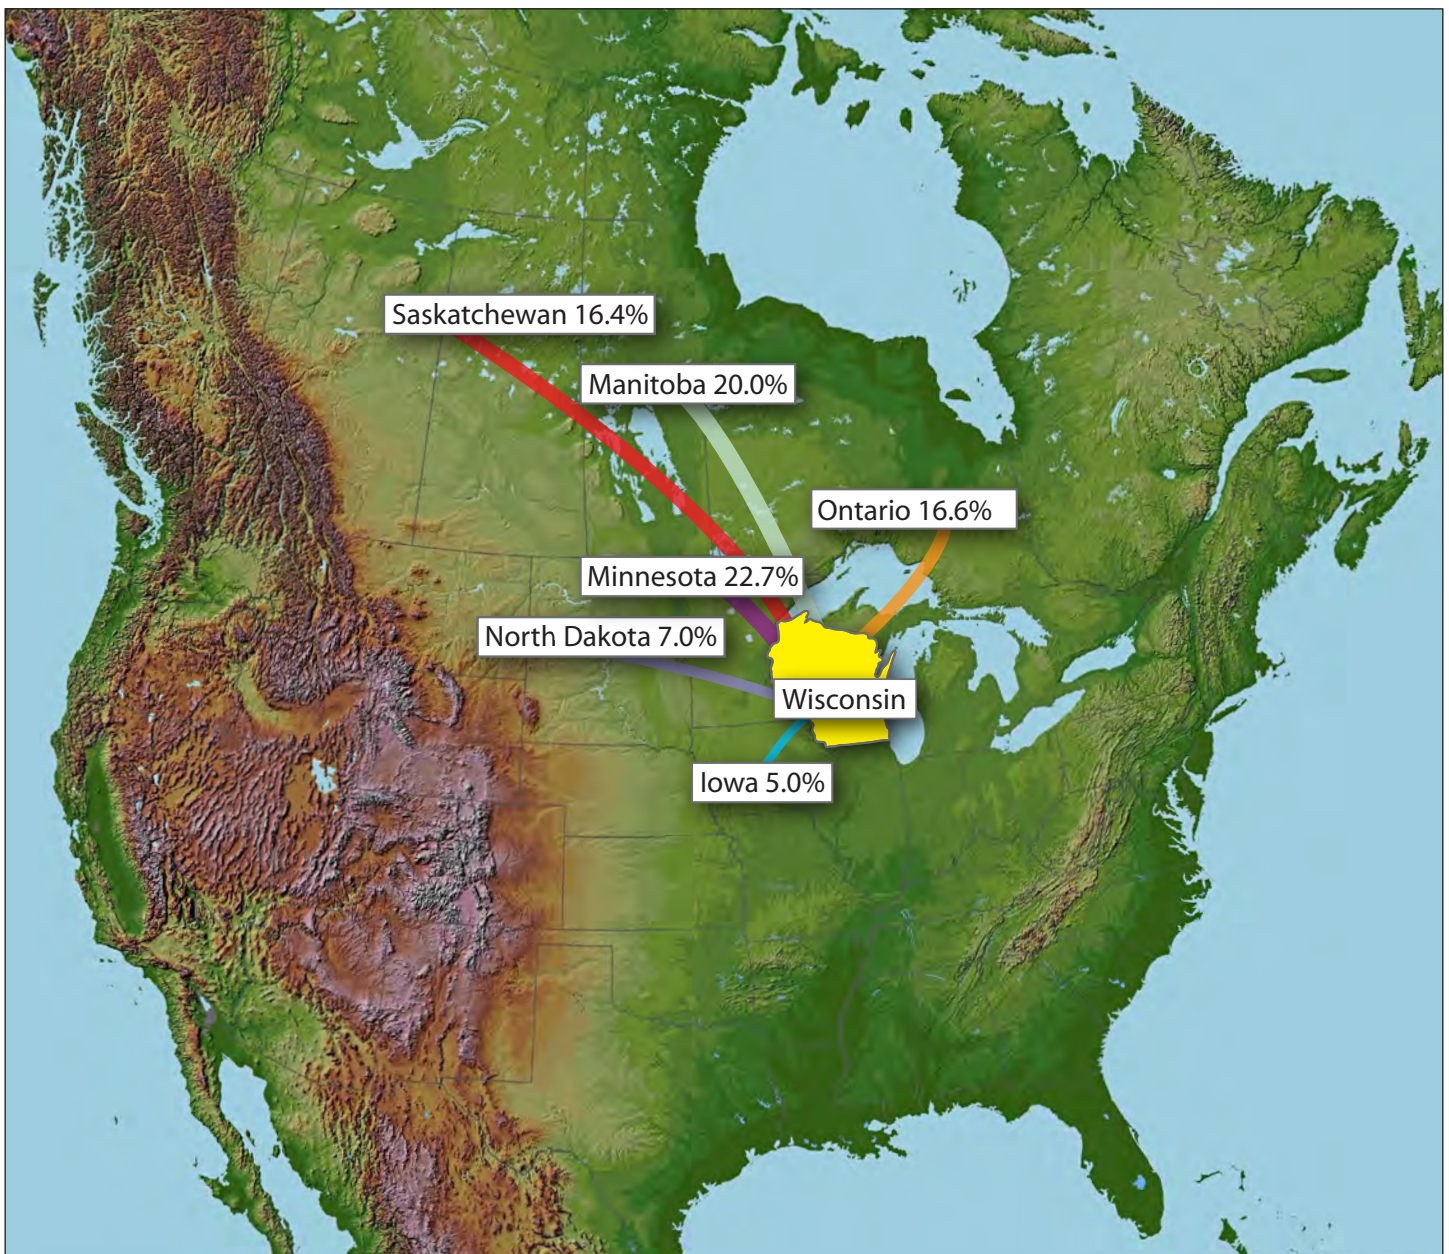 Saskatchewan 16.4%
Manitoba 20.0%
Ontario 16.6%
Minnesota 22.7%
North Dakota 7.0%
Wisconsin
Iowa 5.0%